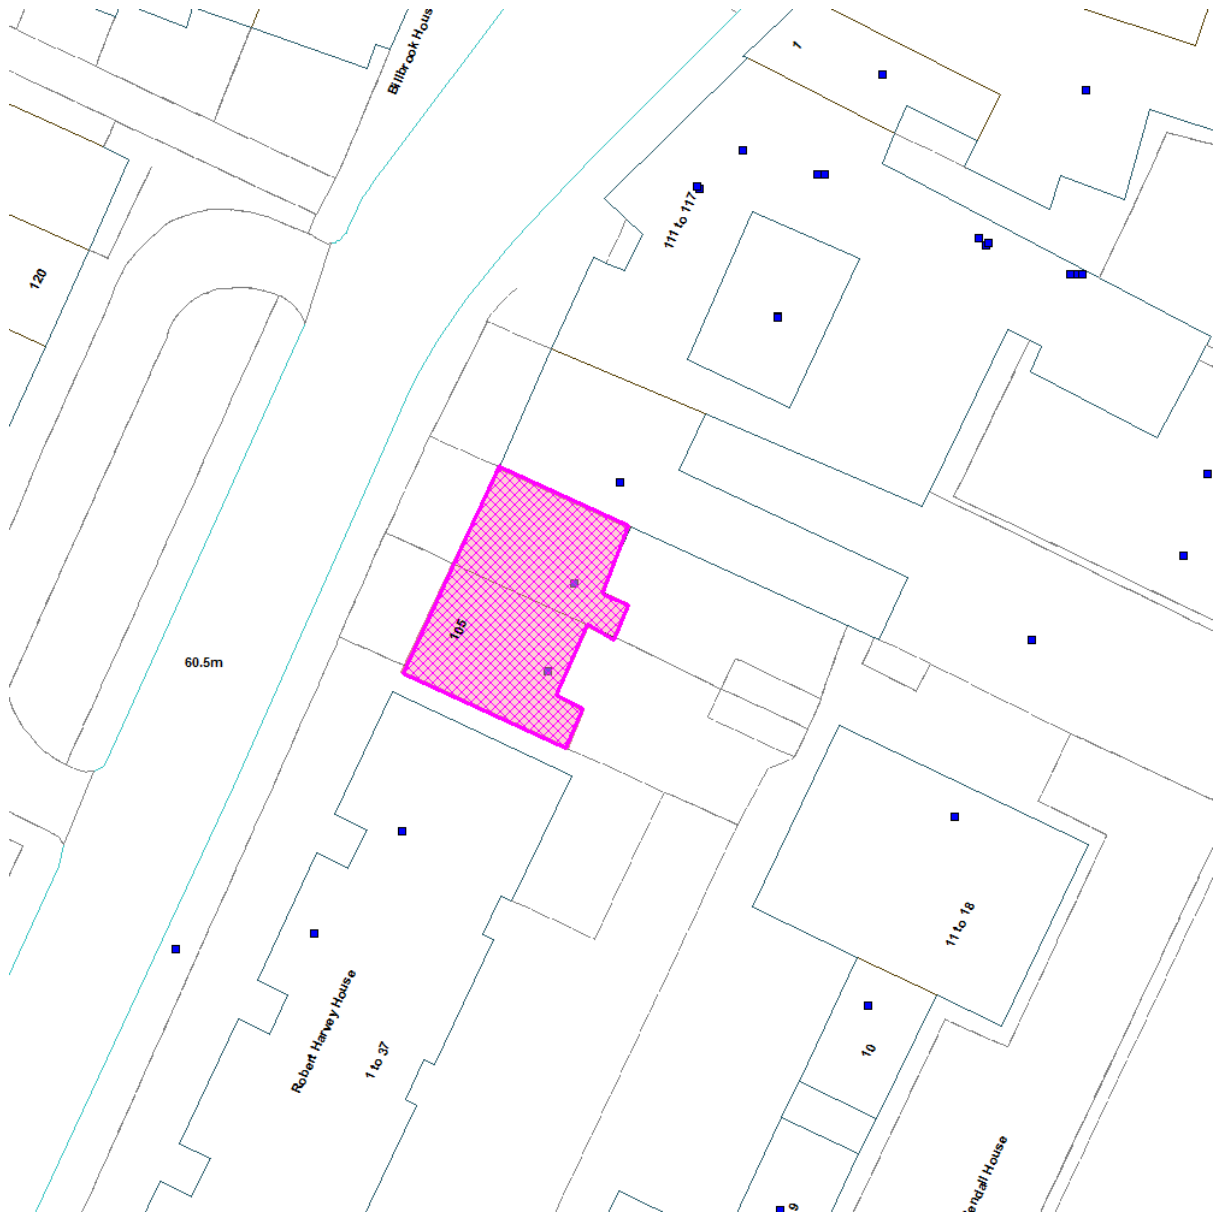 Billbrook Hous
1
111 to 117
120
105
60.5m
11 to 18
Robert Harvey House
1 to 37
10
endall House
9